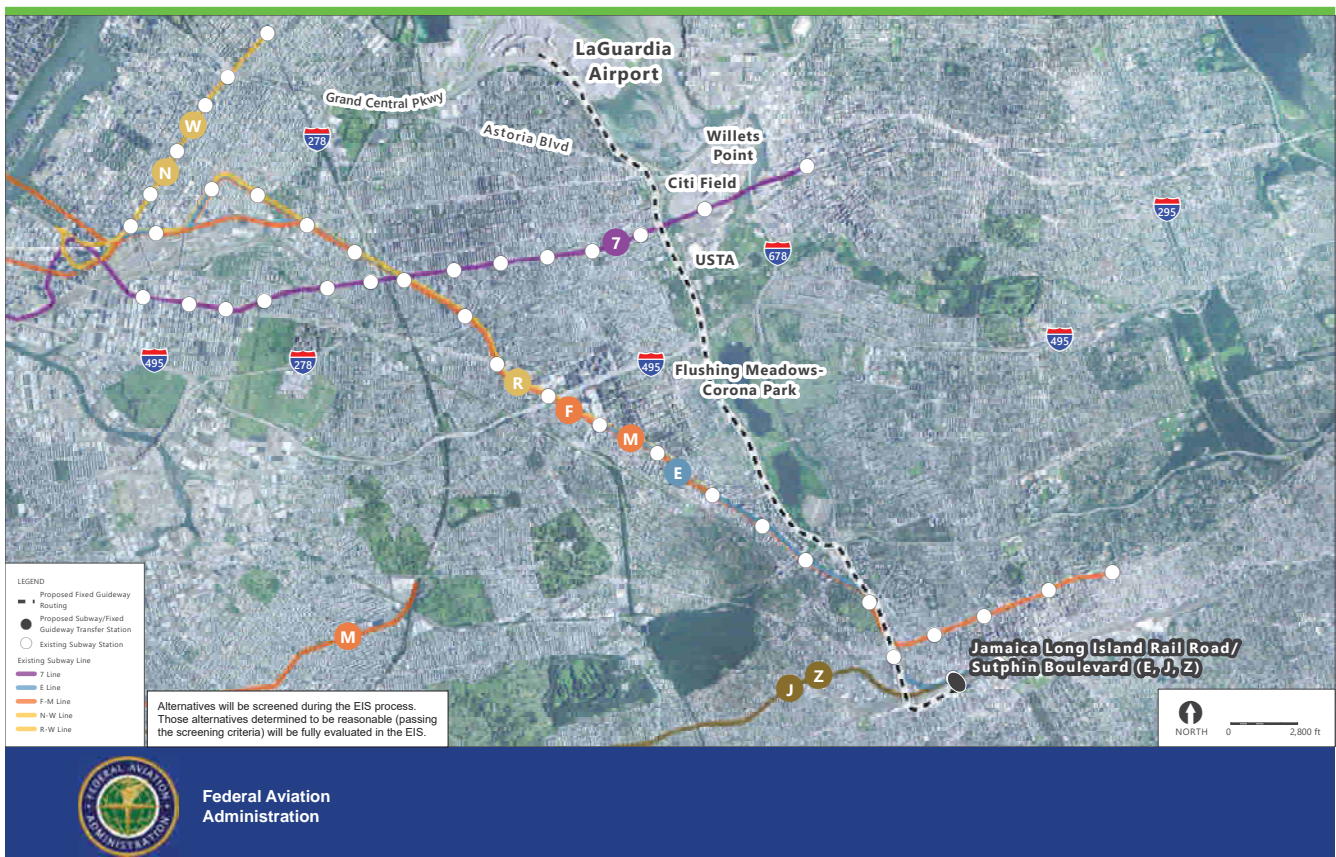 LaGuardia
Airport
Grand Central Pkwy
W
278
Astoria Blvd
Willets
Point
N
Citi Field
295
7
USTA
678
495
278
495
495
Flushing Meadows-
Corona Park
R
F
M
E
LEGEND
Proposed Fixed Guideway
Routing
Proposed Subway/Fixed
Guideway Transfer Station
Existing Subway Station
Existing Subway Line
7 Line
E Line
F-M Line
N-W Line
R-W Line
M
Jamaica Long Island Rail Road/
Sutphin Boulevard (E, J, Z)
J
Z
Alternatives will be screened during the EIS process.
Those alternatives determined to be reasonable (passing
the screening criteria) will be fully evaluated in the EIS.
NORTH
0 2,800 ft
FEDERAL AVIATION
ADMINISTRATION
Federal Aviation
Administration